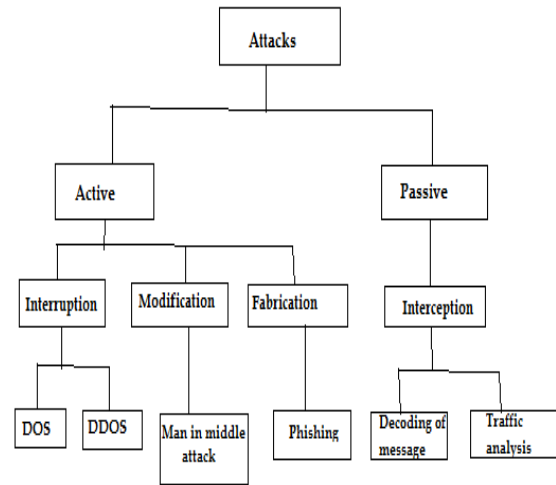 Attacks
Active
Passive
Interruption
Modification
Fabrication
Interception
DOS
DDOS
Man in middle
attack
Phishing
Decoding of
message
Traffic
analysis